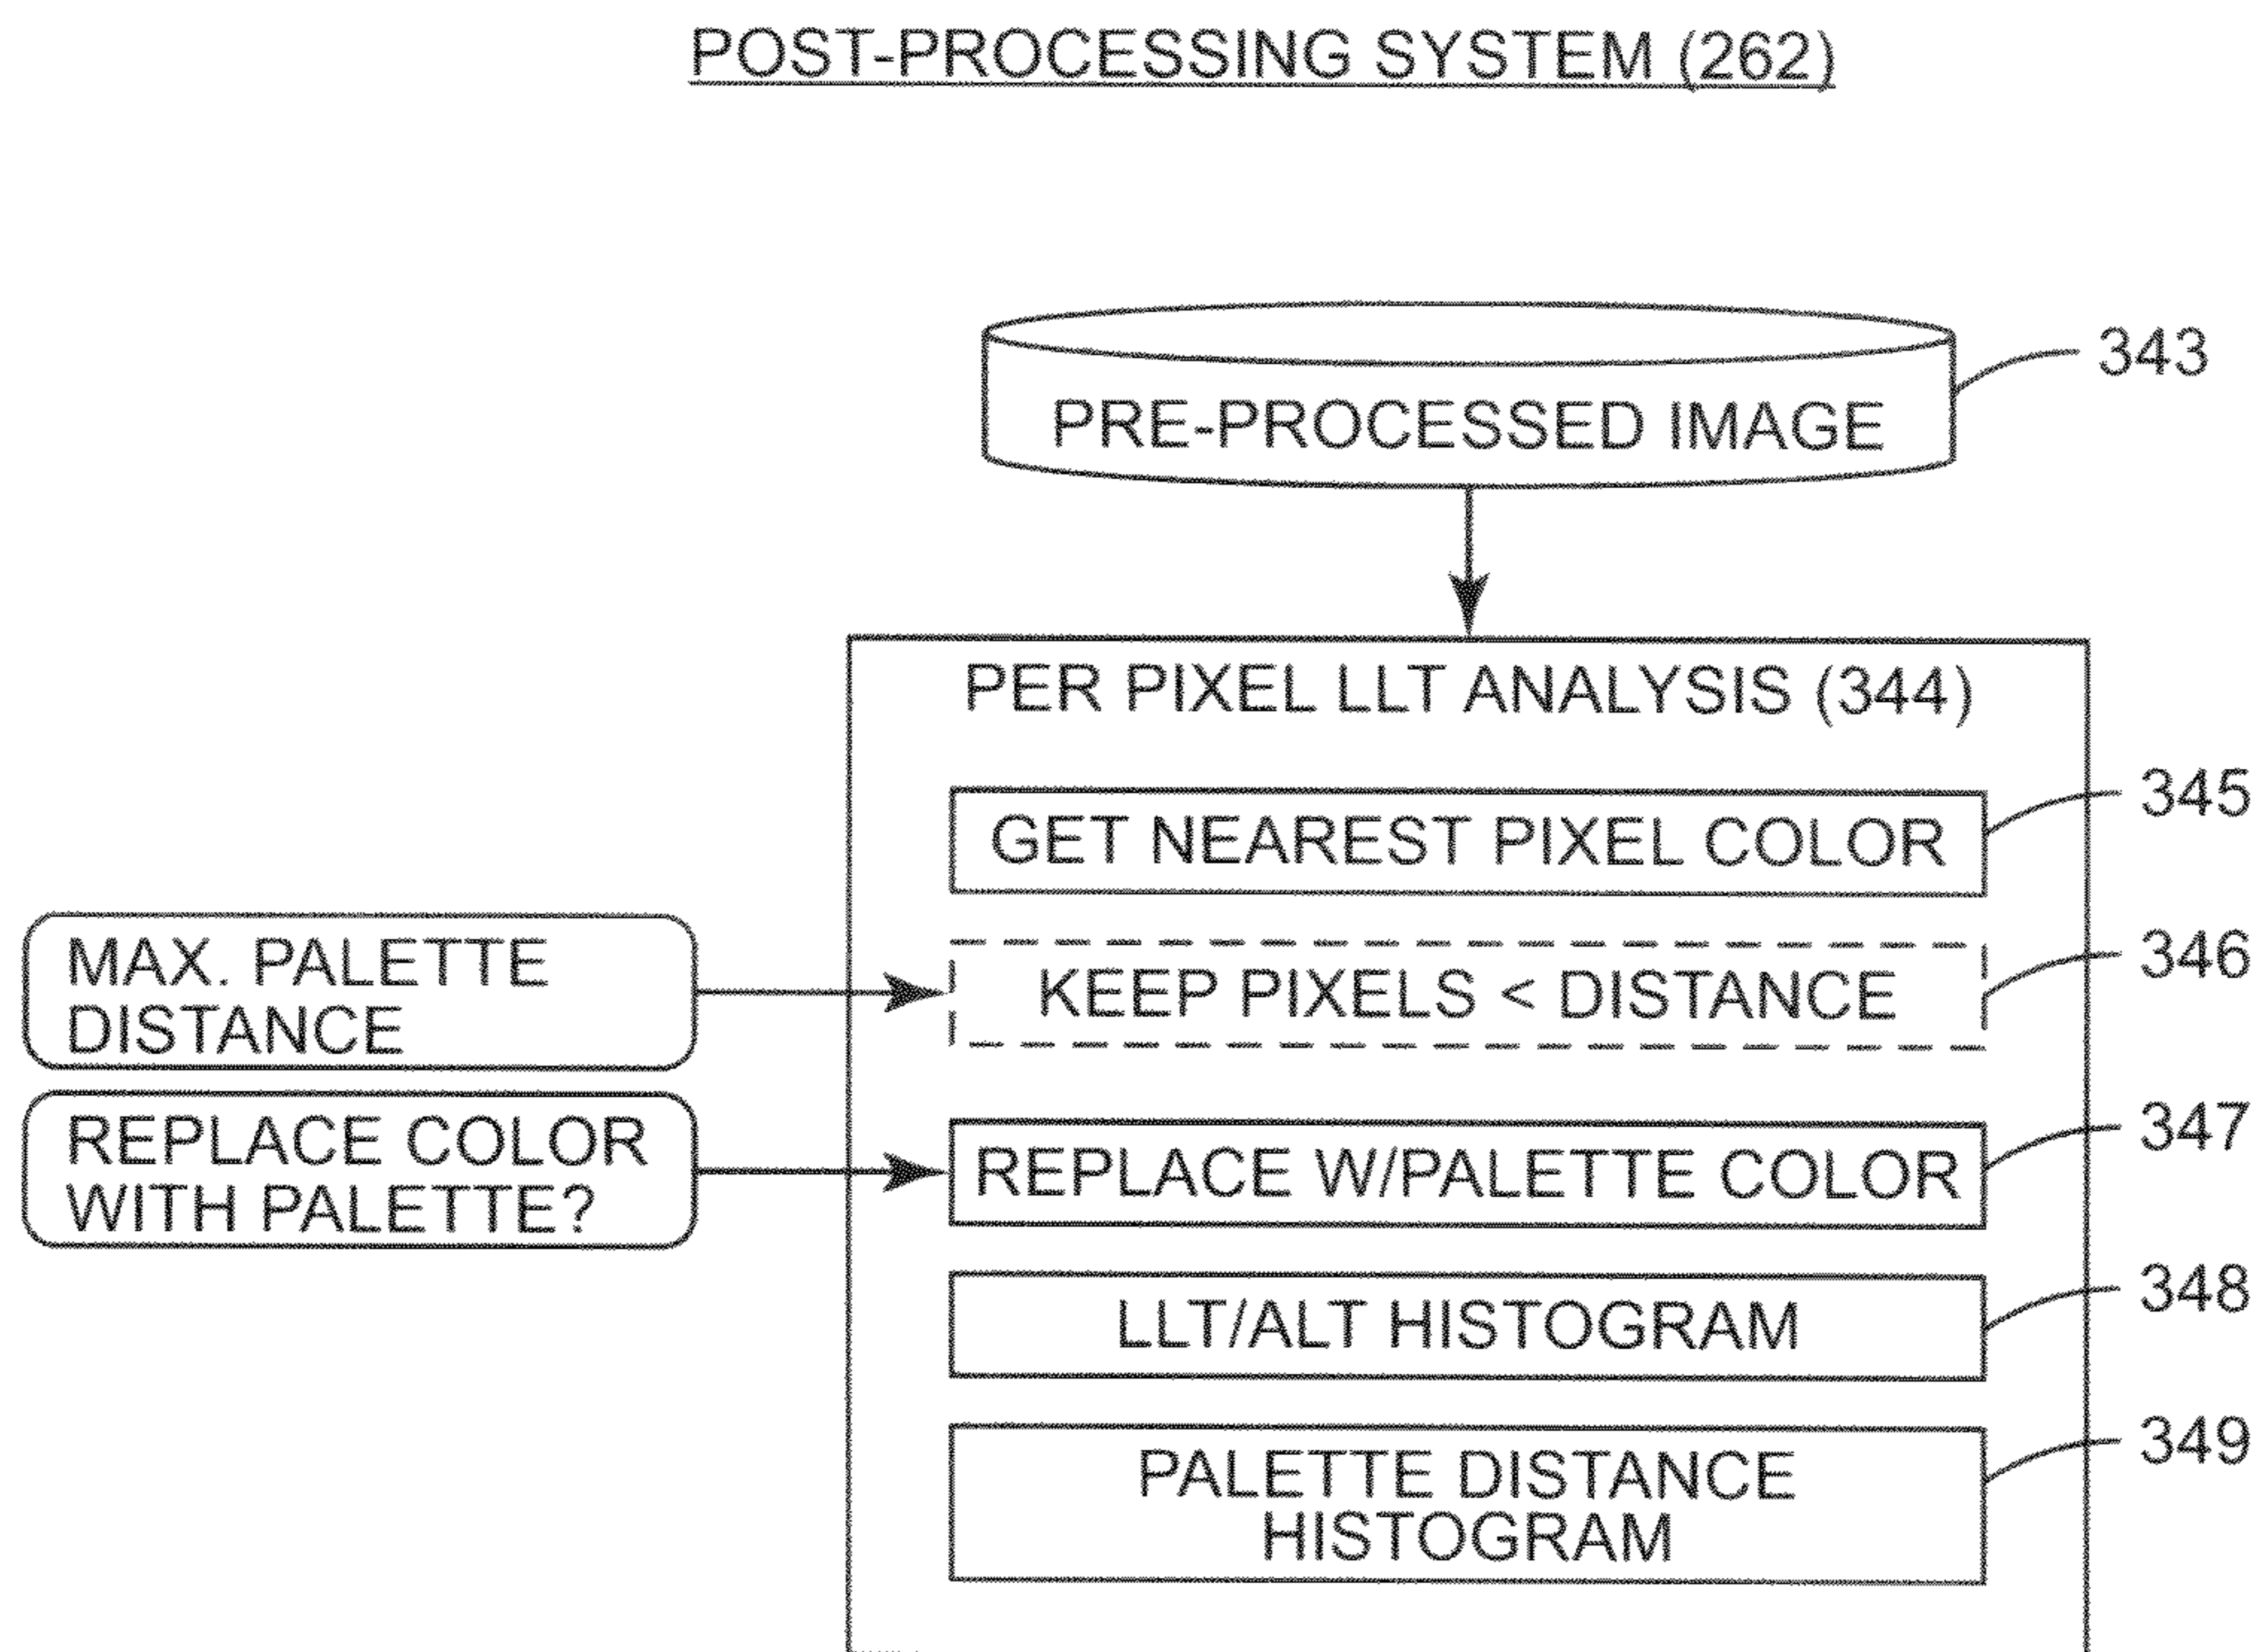 POST-PROCESSING SYSTEM (262)
PRE-PROCESSED IMAGE
343
PER PIXEL LLT ANALYSIS (344)
GET NEAREST PIXEL COLOR
345
MAX. PALETTE
DISTANCE
KEEP PIXELS < DISTANCE
346
REPLACE COLOR
WITH PALETTE?
REPLACE W/PALETTE COLOR
347
LLT/ALT HISTOGRAM
348
PALETTE DISTANCE
HISTOGRAM
349